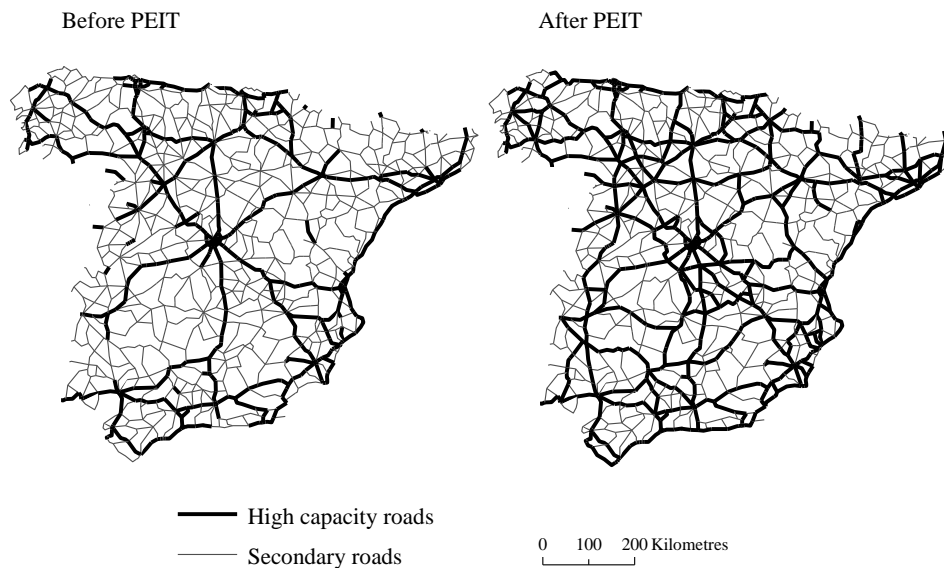 Before PEIT
After PEIT
High capacity roads
Secondary roads
0 100 200 Kilometres